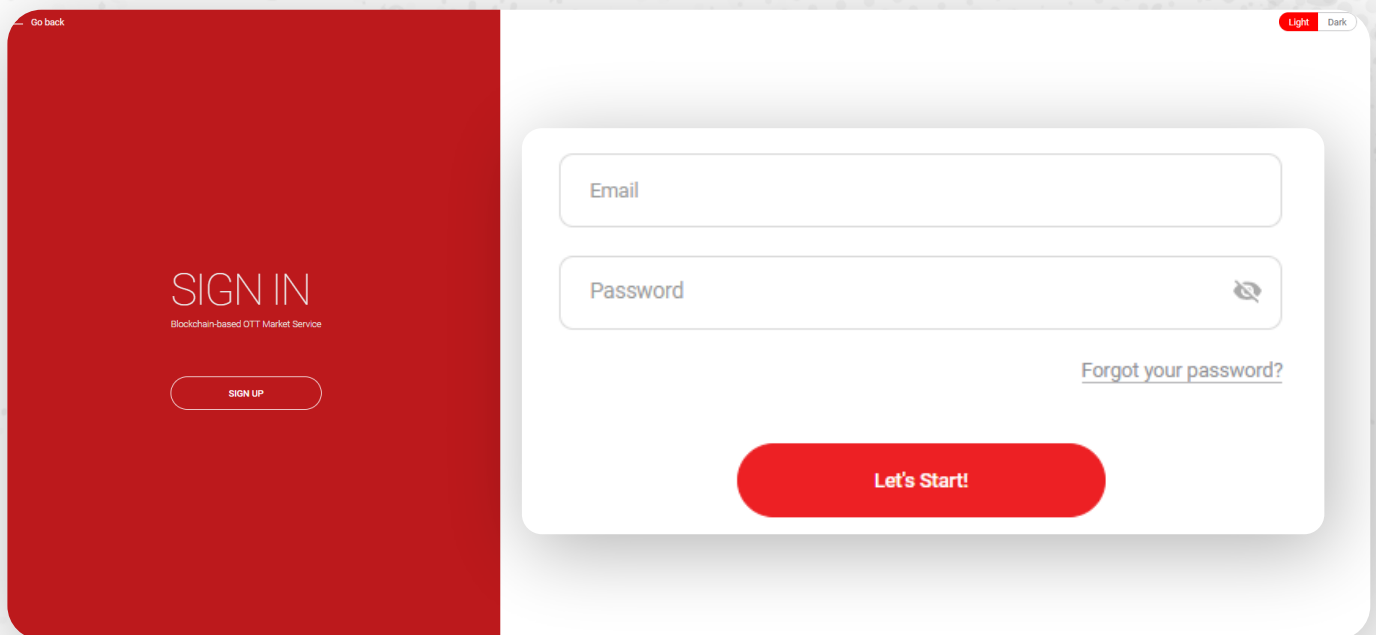 Go back
Light Dark
SIGN IN
Blockchain-based OTT Market Service
SIGN UP
Email
Password
Forgot your password?
Let's Start!